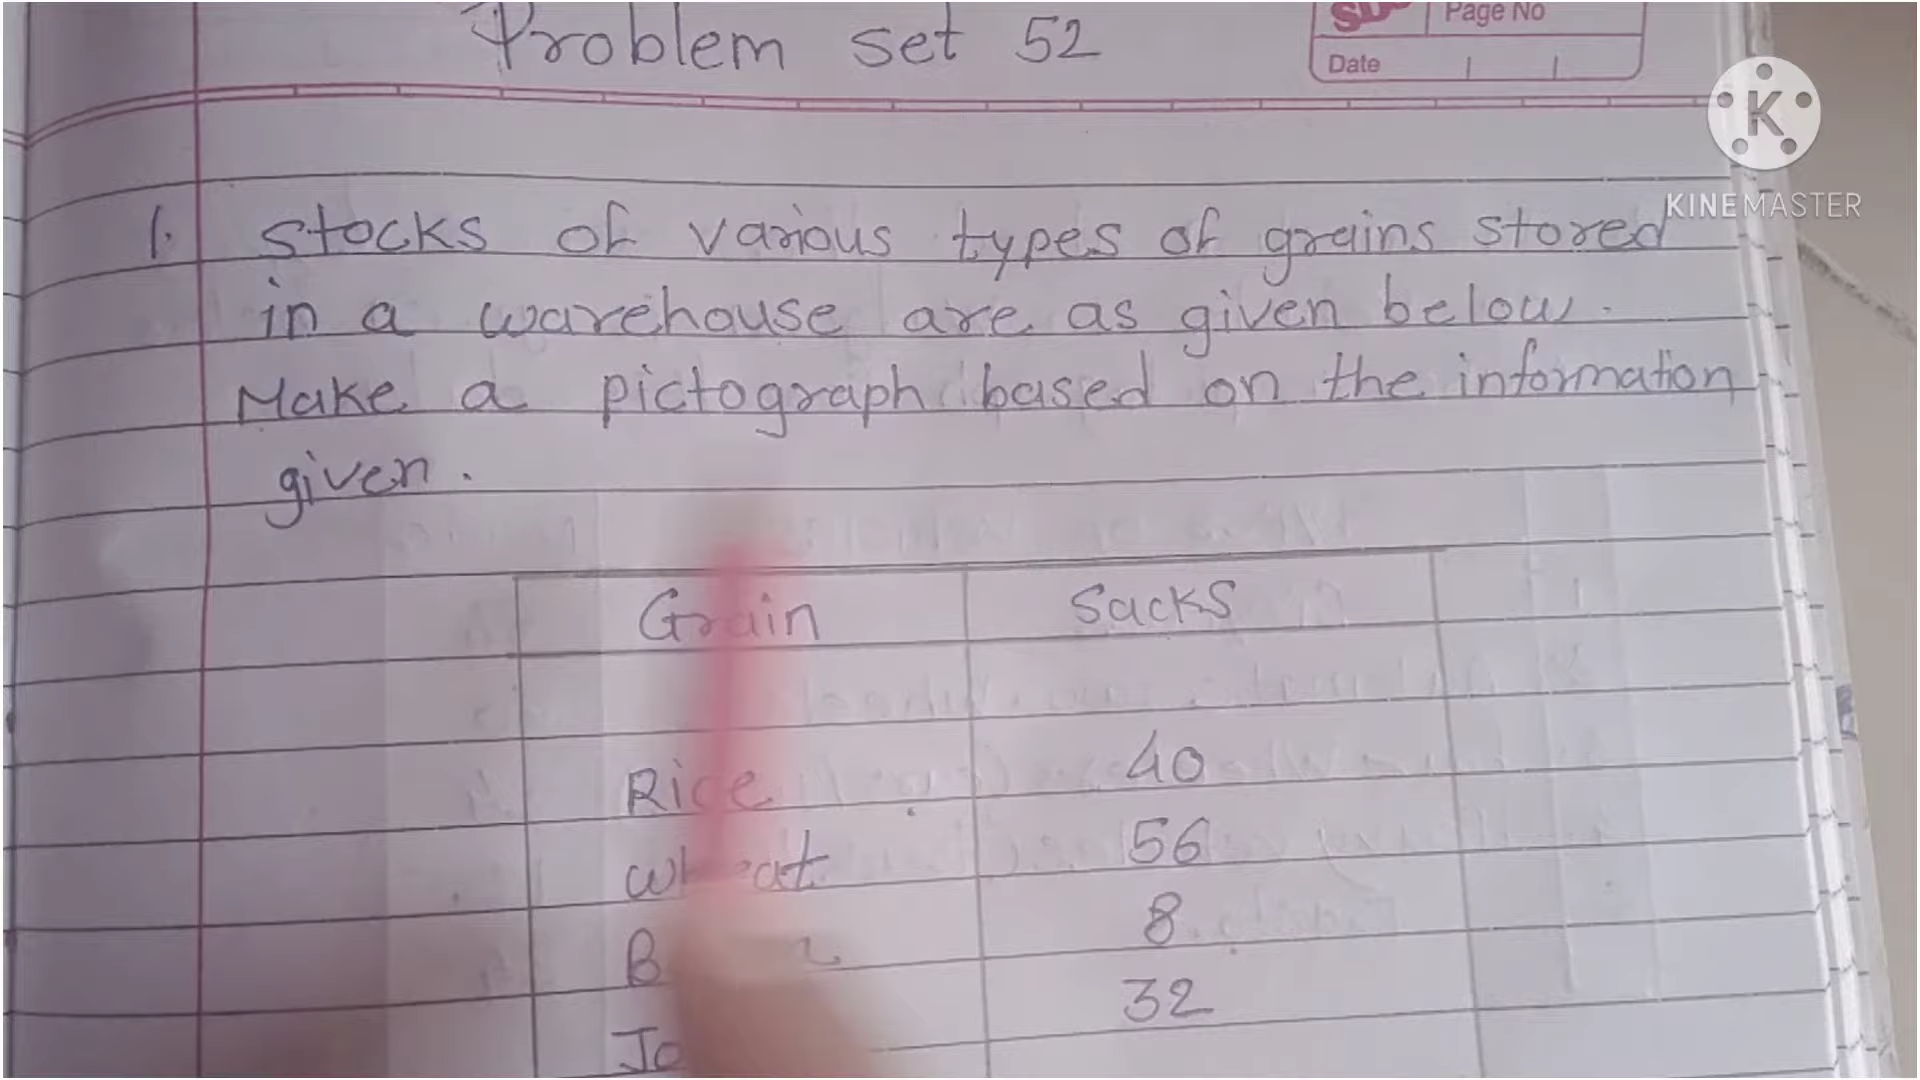 Problem set 52
Page No
Date
K
KINEMASTER
1. Stocks of various types of grains stored
in a warehouse are as given below.
Make a pictograph based on the information
given.
Grain Sacks
Rice 40
Wheat 56
8
32